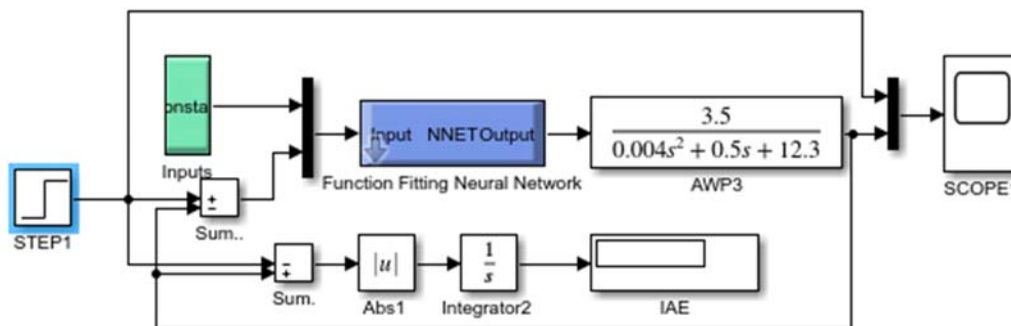 onsta
Inputs
Input NNETOutput
Function Fitting Neural Network
3.5
0.004s² + 0.5s + 12.3
AWP3
SCOPE1
STEP1
+
−
Sum..
−
+
Sum.
|u|
Abs1
1
s
Integrator2
IAE